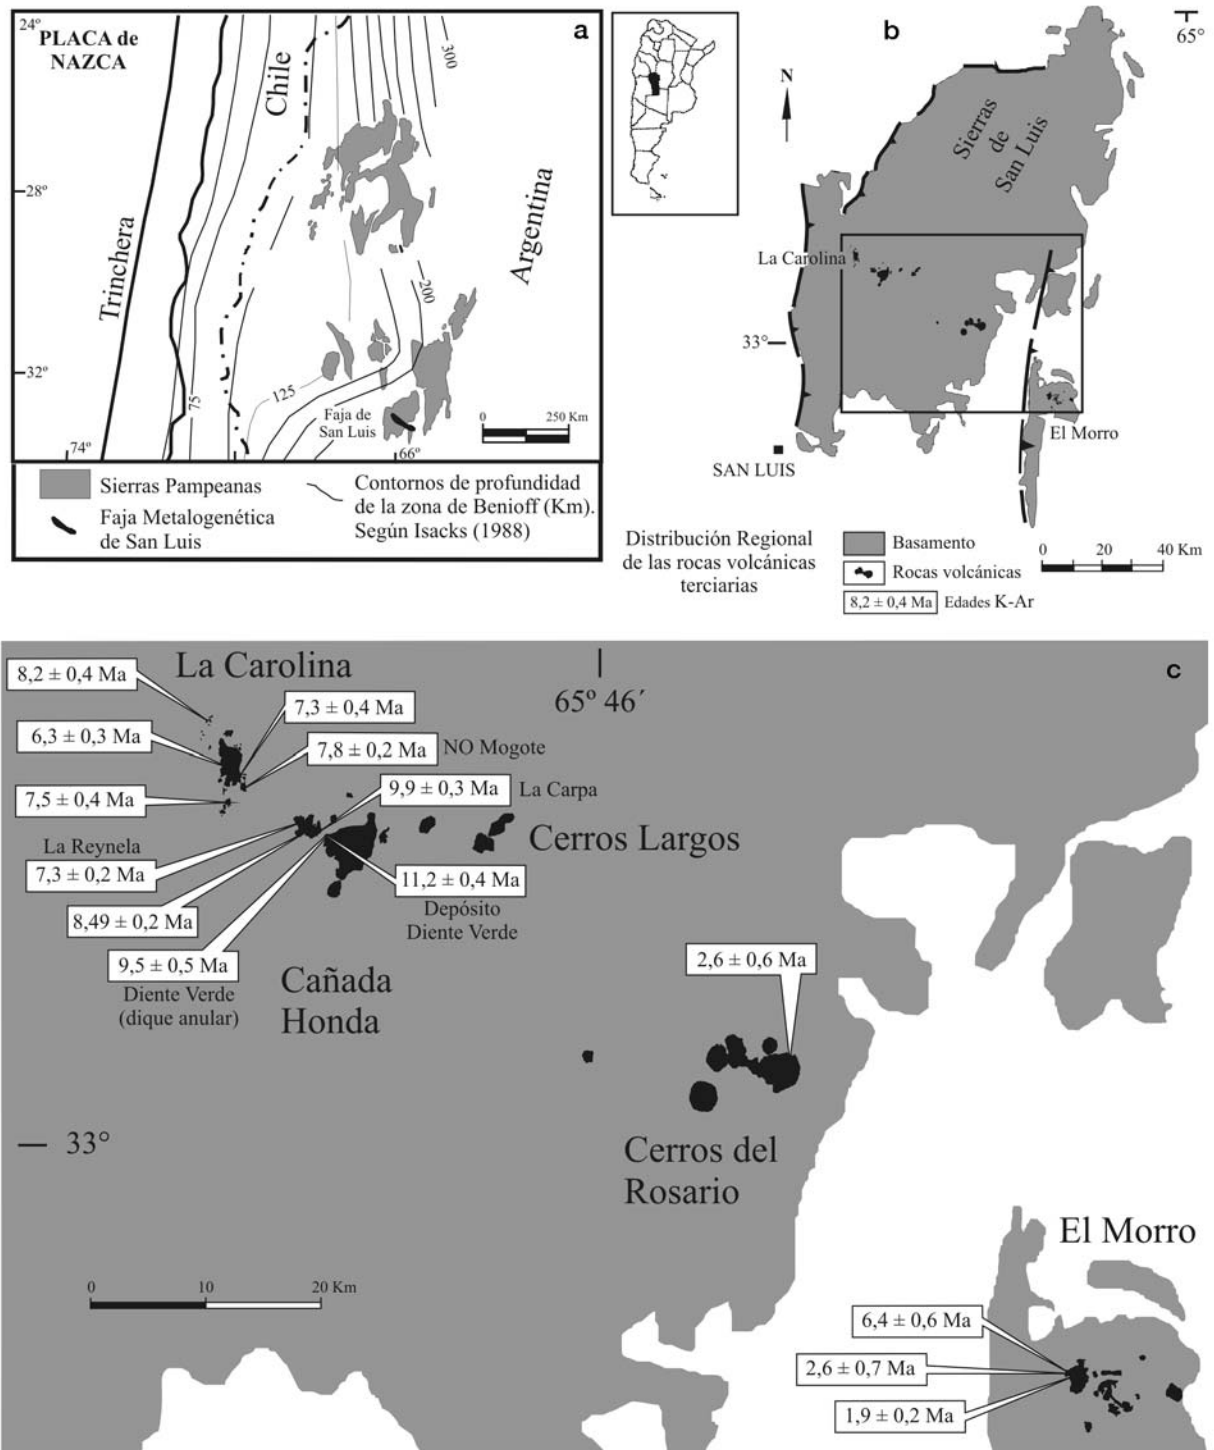 24°
PLACA de
NAZCA
a
Chile
300
28°
Trinchera
Argentina
200
32°
75
125
Faja de
San Luis
0 250 Km
74°
66°
Sierras Pampeanas
Faja Metalogenética
de San Luis
Contornos de profundidad
de la zona de Benioff (Km).
Según Isacks (1988)
b
65°
N
Sierras
de
San Luis
La Carolina
33°
El Morro
SAN LUIS
Distribución Regional
de las rocas volcánicas
terciarias
Basamento
Rocas volcánicas
8,2 ± 0,4 Ma Edades K-Ar
0 20 40 Km
c
La Carolina
65° 46´
8,2 ± 0,4 Ma
7,3 ± 0,4 Ma
6,3 ± 0,3 Ma
7,8 ± 0,2 Ma NO Mogote
9,9 ± 0,3 Ma La Carpa
7,5 ± 0,4 Ma
Cerros Largos
La Reynela
7,3 ± 0,2 Ma
11,2 ± 0,4 Ma
Depósito
Diente Verde
8,49 ± 0,2 Ma
9,5 ± 0,5 Ma
Diente Verde
(dique anular)
Cañada
Honda
2,6 ± 0,6 Ma
33°
Cerros del
Rosario
El Morro
0 10 20 Km
6,4 ± 0,6 Ma
2,6 ± 0,7 Ma
1,9 ± 0,2 Ma